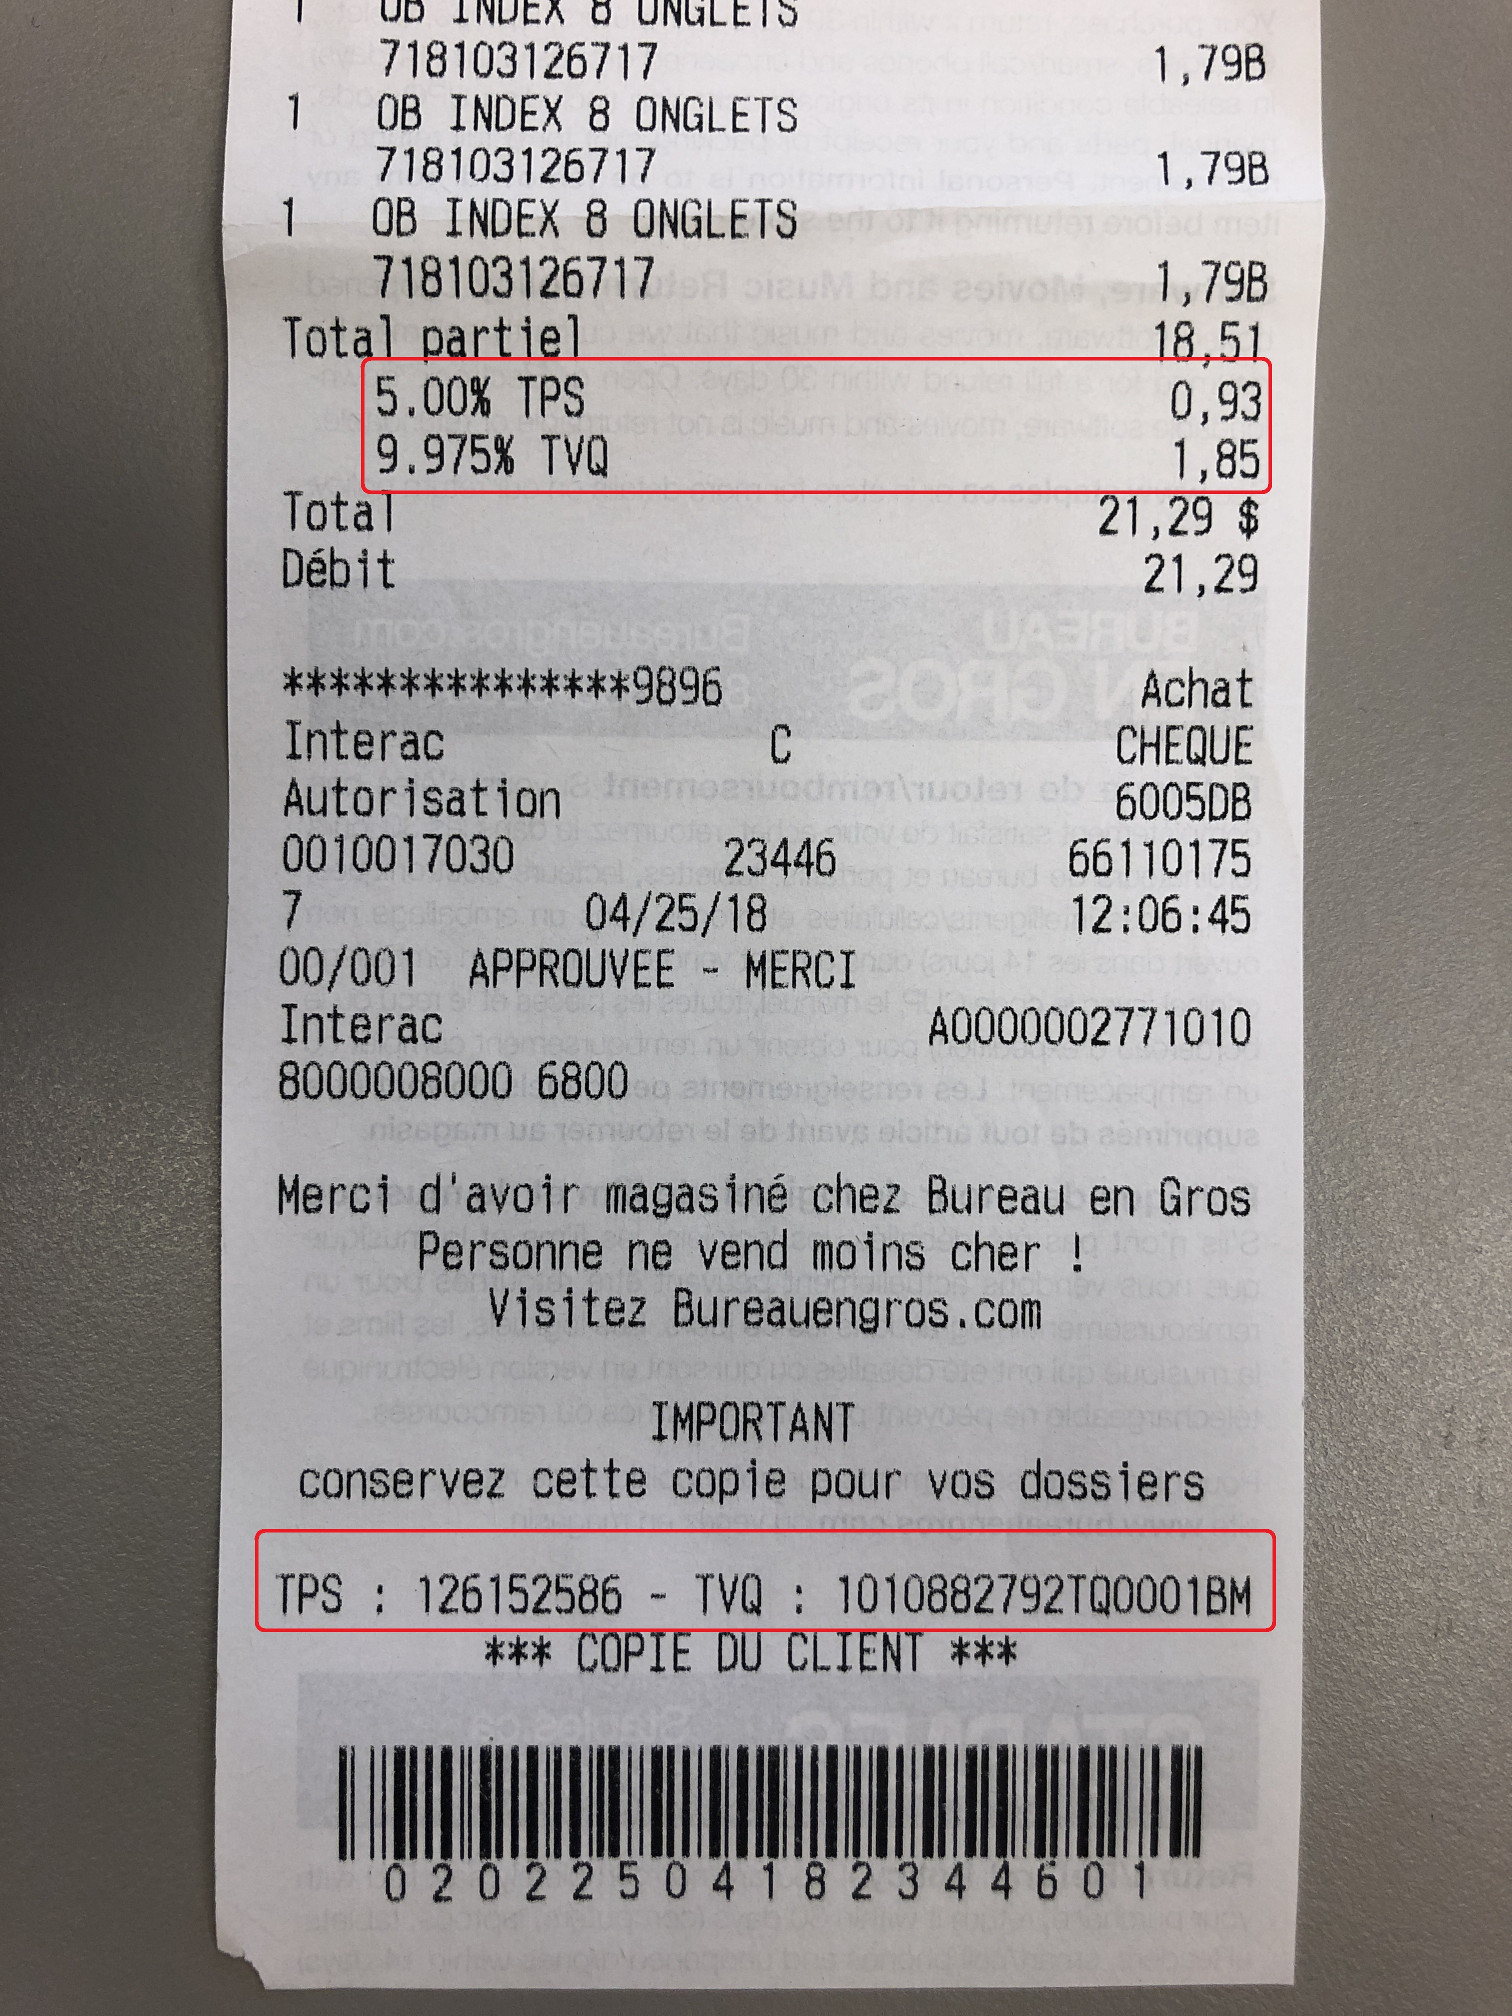 1 OB INDEX 8 ONGLETS
718103126717 1,79B
1 OB INDEX 8 ONGLETS
718103126717 1,79B
1 OB INDEX 8 ONGLETS
718103126717 1,79B
Total partiel 18,51
5.00% TPS 0,93
9.975% TVQ 1,85
Total 21,29 $
Débit 21,29
***************9896 Achat
Interac C CHEQUE
Autorisation 6005DB
0010017030 23446 66110175
7 04/25/18 12:06:45
00/001 APPROUVEE - MERCI
Interac A0000002771010
8000008000 6800
Merci d'avoir magasiné chez Bureau en Gros
Personne ne vend moins cher !
Visitez Bureauengros.com
IMPORTANT
conservez cette copie pour vos dossiers
TPS : 126152586 - TVQ : 1010882792TQ0001BM
*** COPIE DU CLIENT ***
02022504182344601